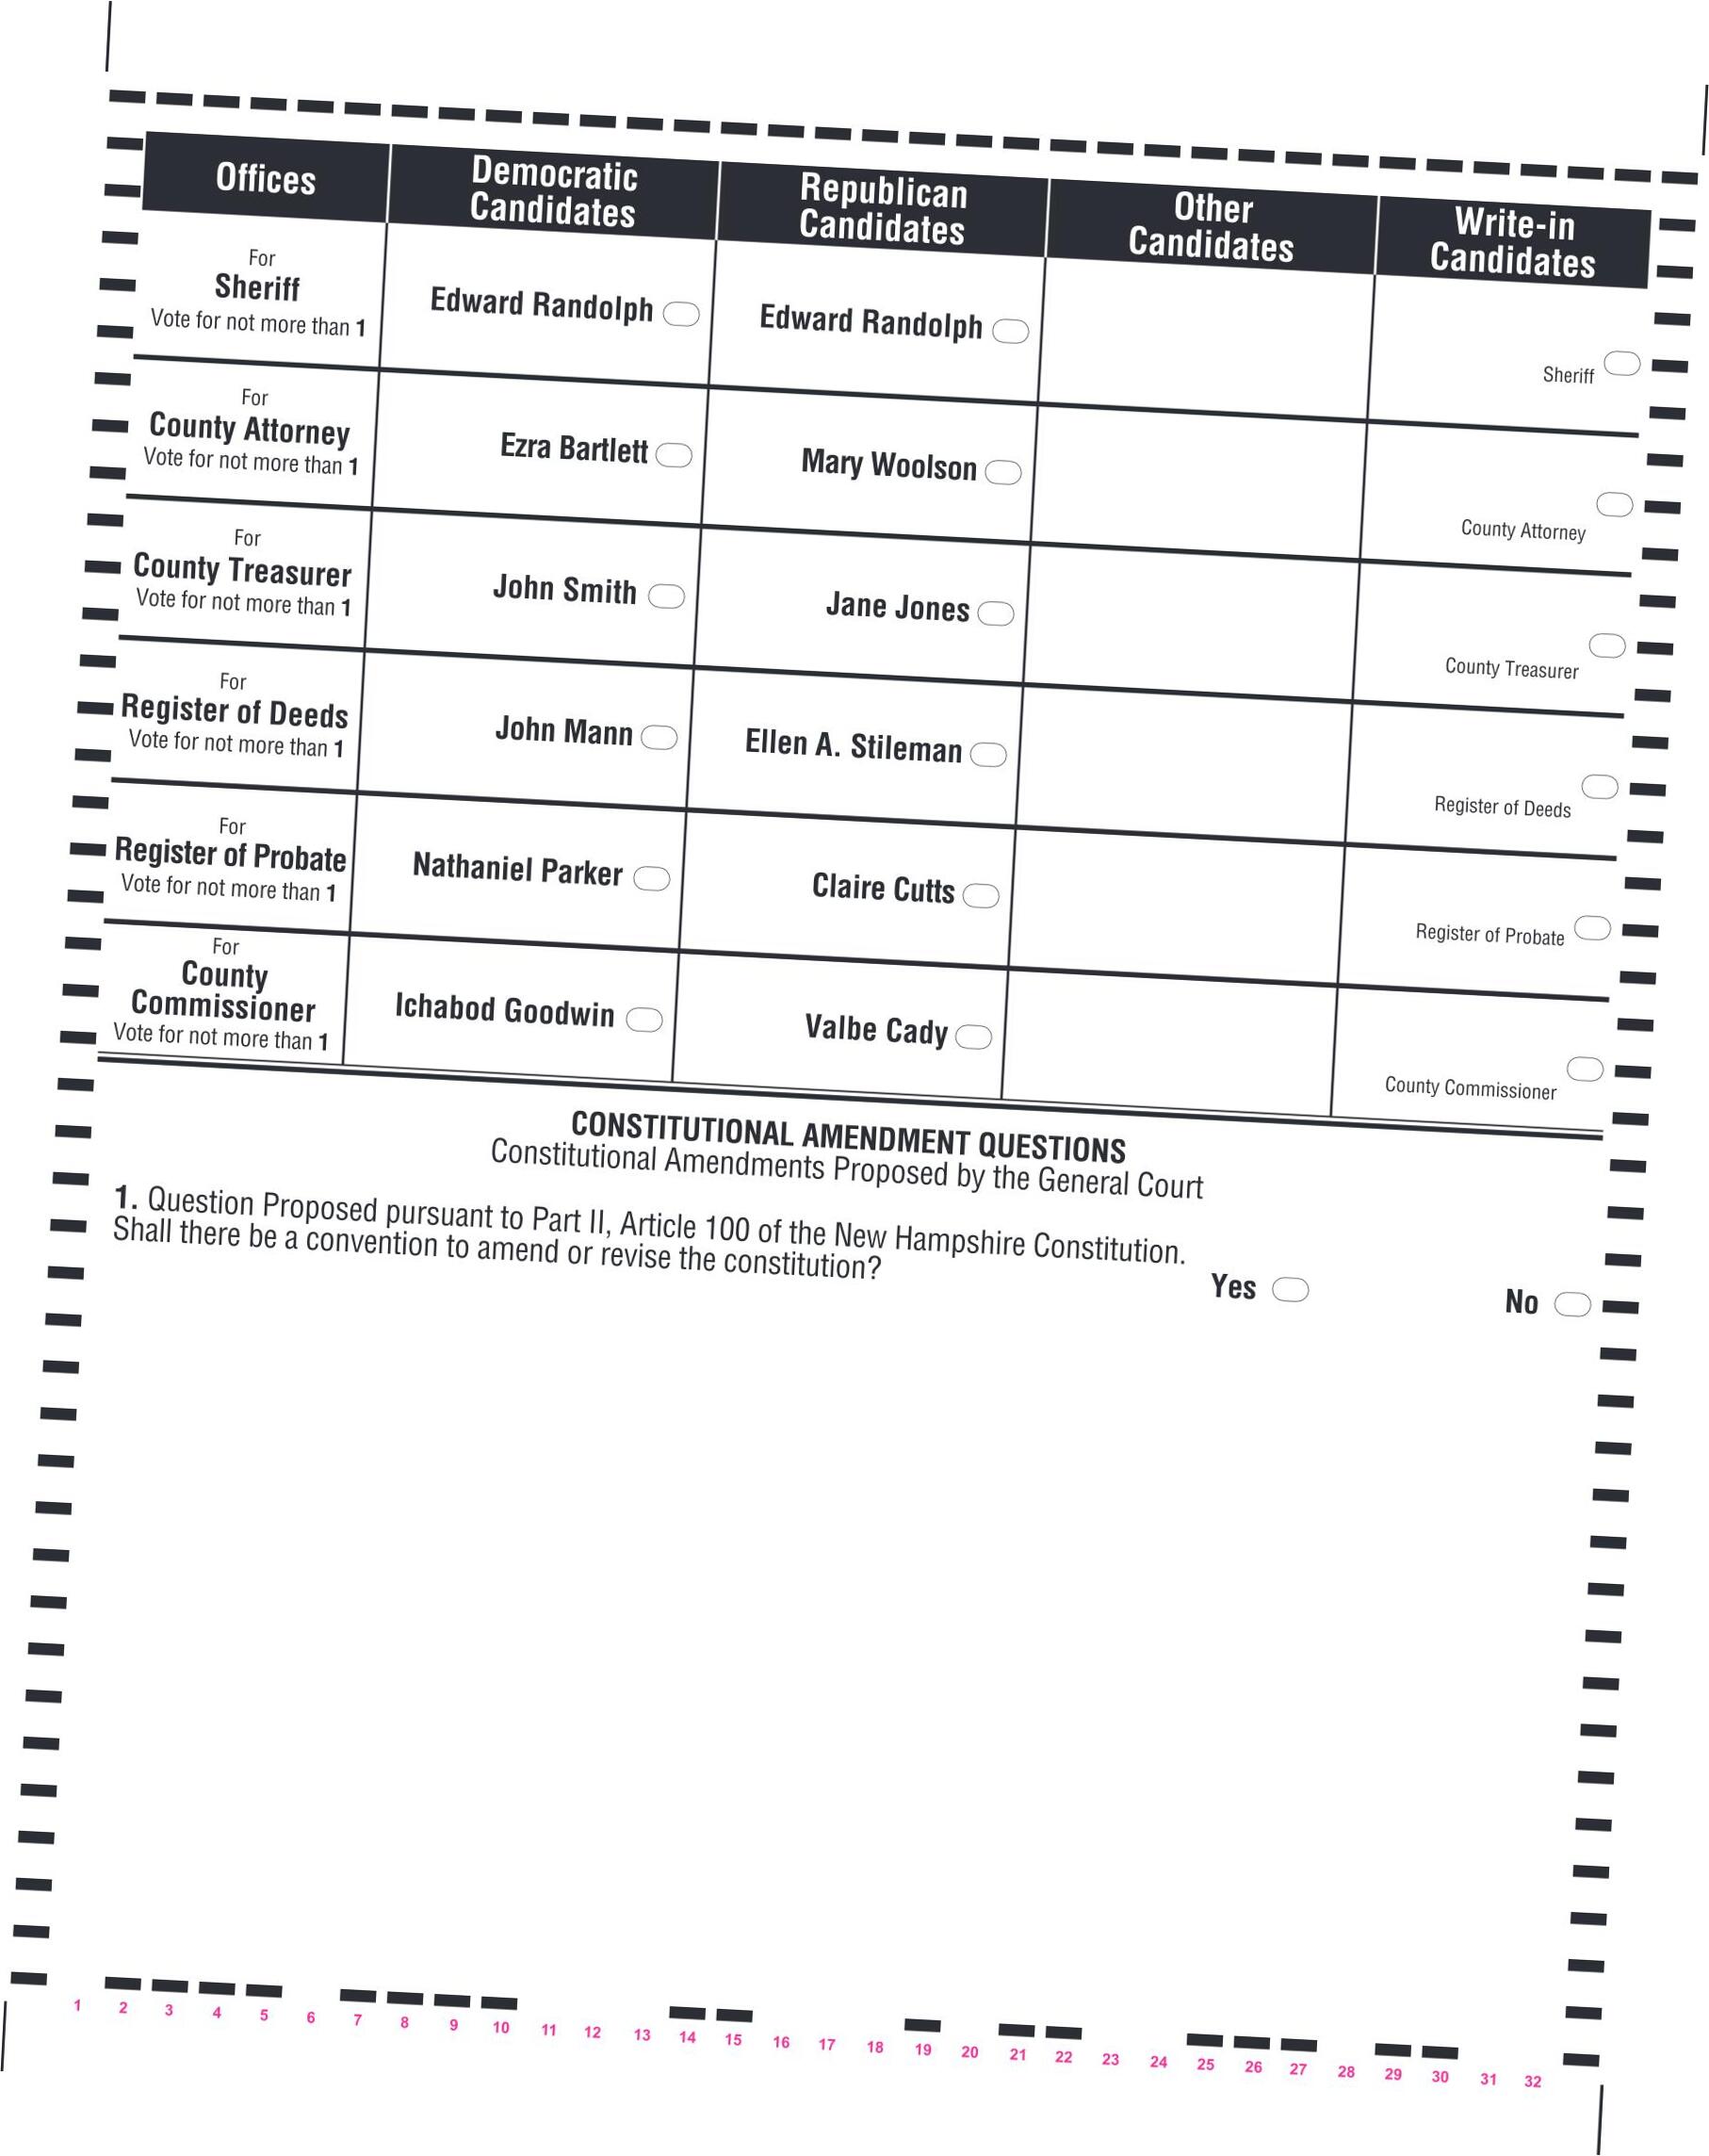 Offices
Democratic
Candidates
Republican
Candidates
Other
Candidates
Write-in
Candidates
For
Sheriff
Vote for not more than 1
Edward Randolph
Edward Randolph
Sheriff
For
County Attorney
Vote for not more than 1
Ezra Bartlett
Mary Woolson
County Attorney
For
County Treasurer
Vote for not more than 1
John Smith
Jane Jones
County Treasurer
For
Register of Deeds
Vote for not more than 1
John Mann
Ellen A. Stileman
Register of Deeds
For
Register of Probate
Vote for not more than 1
Nathaniel Parker
Claire Cutts
Register of Probate
For
County
Commissioner
Vote for not more than 1
Ichabod Goodwin
Valbe Cady
County Commissioner
CONSTITUTIONAL AMENDMENT QUESTIONS
Constitutional Amendments Proposed by the General Court
1. Question Proposed pursuant to Part II, Article 100 of the New Hampshire Constitution.
Shall there be a convention to amend or revise the constitution?
Yes
No
1 2 3 4 5 6 7 8 9 10 11 12 13 14 15 16 17 18 19 20 21 22 23 24 25 26 27 28 29 30 31 32